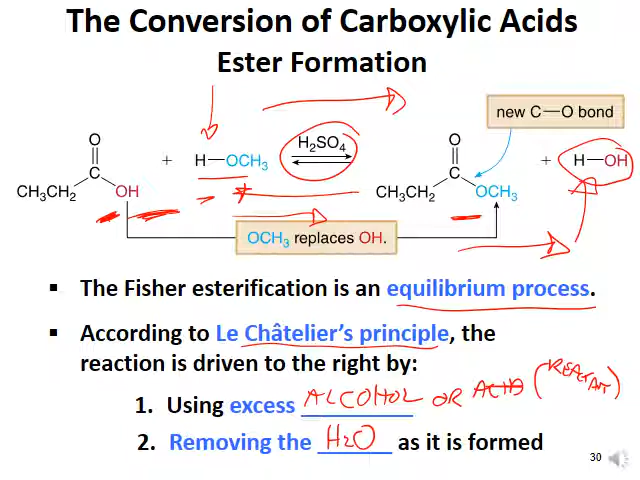 The Conversion of Carboxylic Acids
Ester Formation
new C—O bond
O
C
CH₃CH₂ OH
+
H—OCH₃
H₂SO₄
O
C
CH₃CH₂ OCH₃
+ H—OH
OCH₃ replaces OH.
▪ The Fisher esterification is an equilibrium process.
▪ According to Le Châtelier's principle, the
reaction is driven to the right by:
1. Using excess ALCOHOL OR ACID (REACTANT)
2. Removing the H₂O as it is formed
30